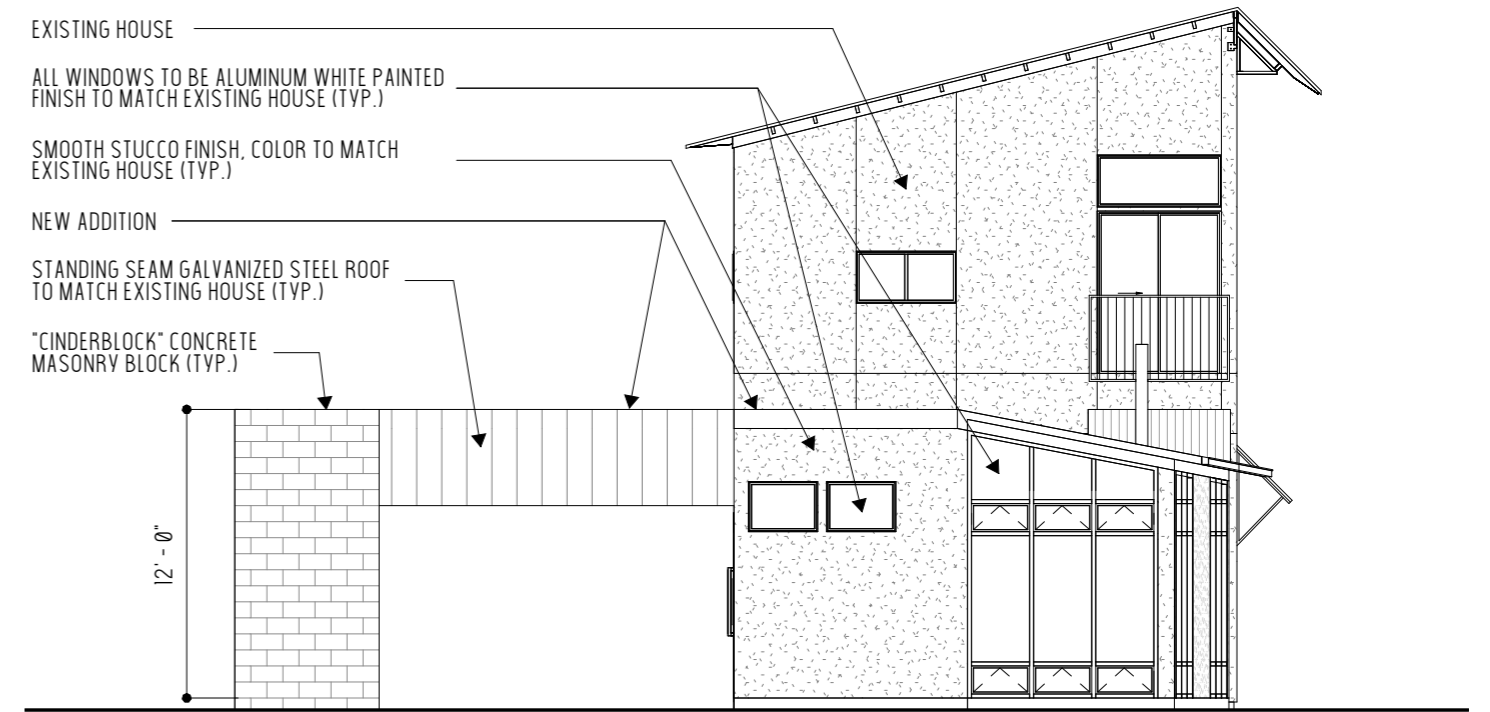 EXISTING HOUSE
ALL WINDOWS TO BE ALUMINUM WHITE PAINTED
FINISH TO MATCH EXISTING HOUSE (TYP.)
SMOOTH STUCCO FINISH, COLOR TO MATCH
EXISTING HOUSE (TYP.)
NEW ADDITION
STANDING SEAM GALVANIZED STEEL ROOF
TO MATCH EXISTING HOUSE (TYP.)
"CINDERBLOCK" CONCRETE
MASONRY BLOCK (TYP.)
12' - 0"